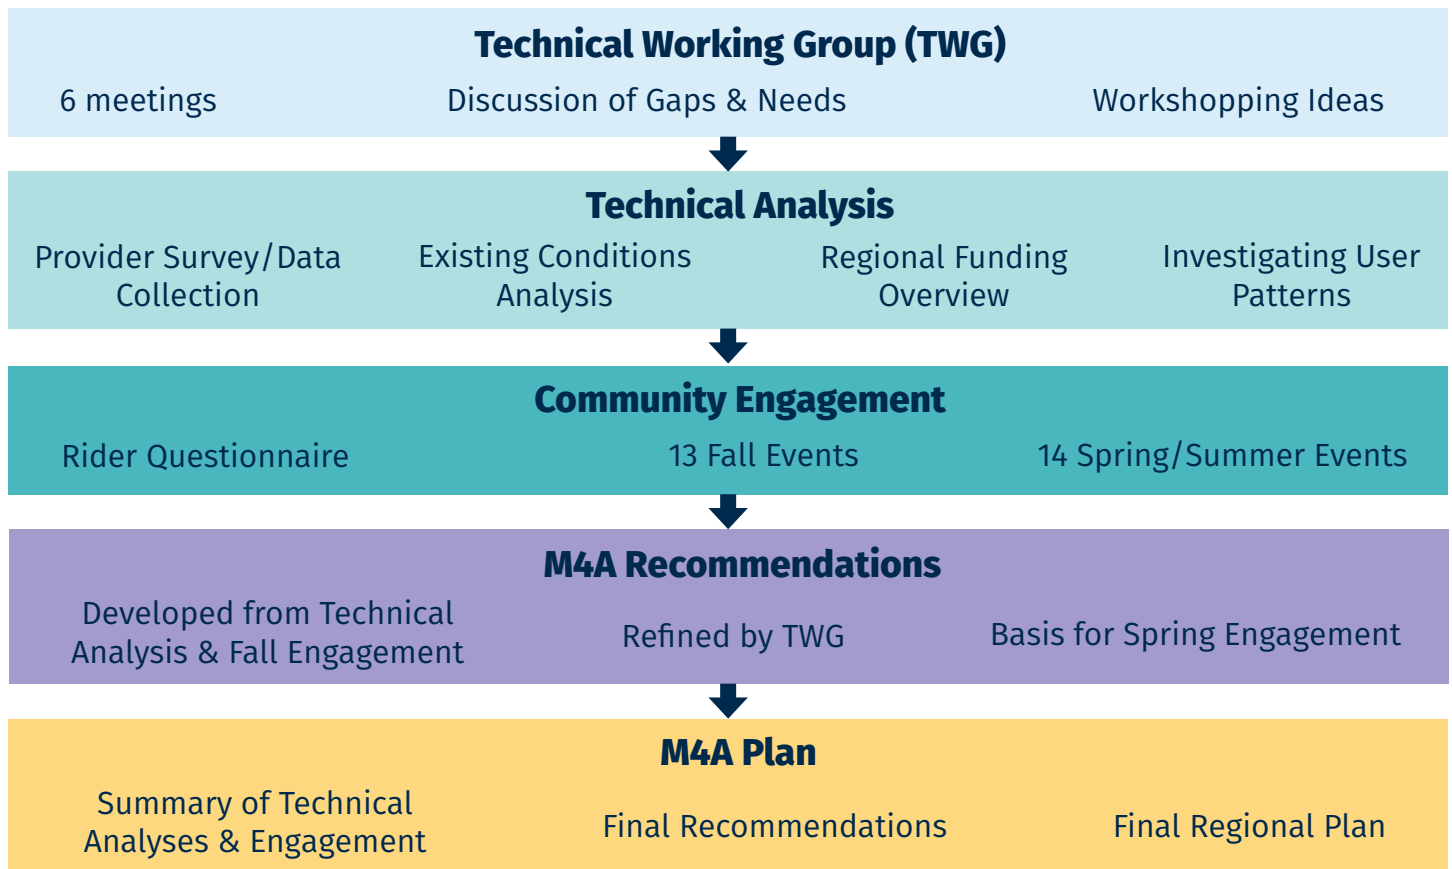 Technical Working Group (TWG)
6 meetings
Discussion of Gaps & Needs
Workshopping Ideas
Technical Analysis
Provider Survey/Data
Collection
Existing Conditions
Analysis
Regional Funding
Overview
Investigating User
Patterns
Community Engagement
Rider Questionnaire
13 Fall Events
14 Spring/Summer Events
M4A Recommendations
Developed from Technical
Analysis & Fall Engagement
Refined by TWG
Basis for Spring Engagement
M4A Plan
Summary of Technical
Analyses & Engagement
Final Recommendations
Final Regional Plan